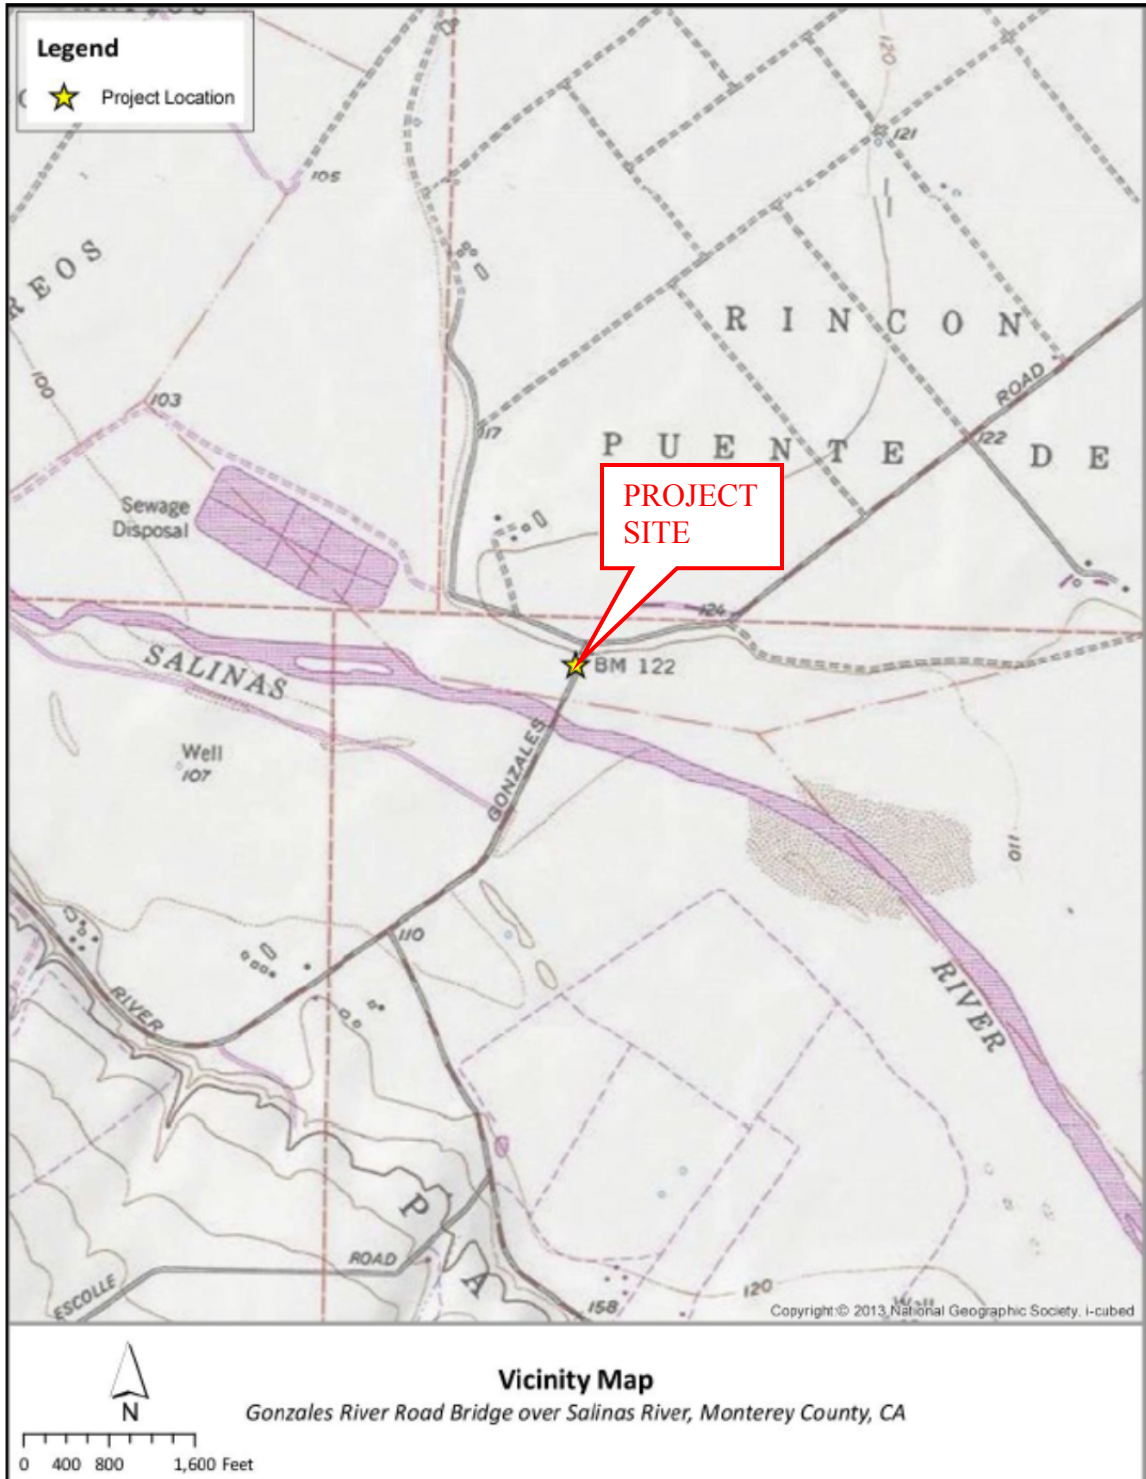 Legend
Project Location
120
121
105
REOS
RINCON
100
103
ROAD
117
122
PUENTE DE
PROJECT
SITE
Sewage
Disposal
124
BM 122
SALINAS
GONZALES
Well
107
110
110
RIVER
RIVER
P
A
ROAD
ESCOLLE
120
158
Well
Copyright:© 2013 National Geographic Society, i-cubed
N
Vicinity Map
Gonzales River Road Bridge over Salinas River, Monterey County, CA
0 400 800 1,600 Feet